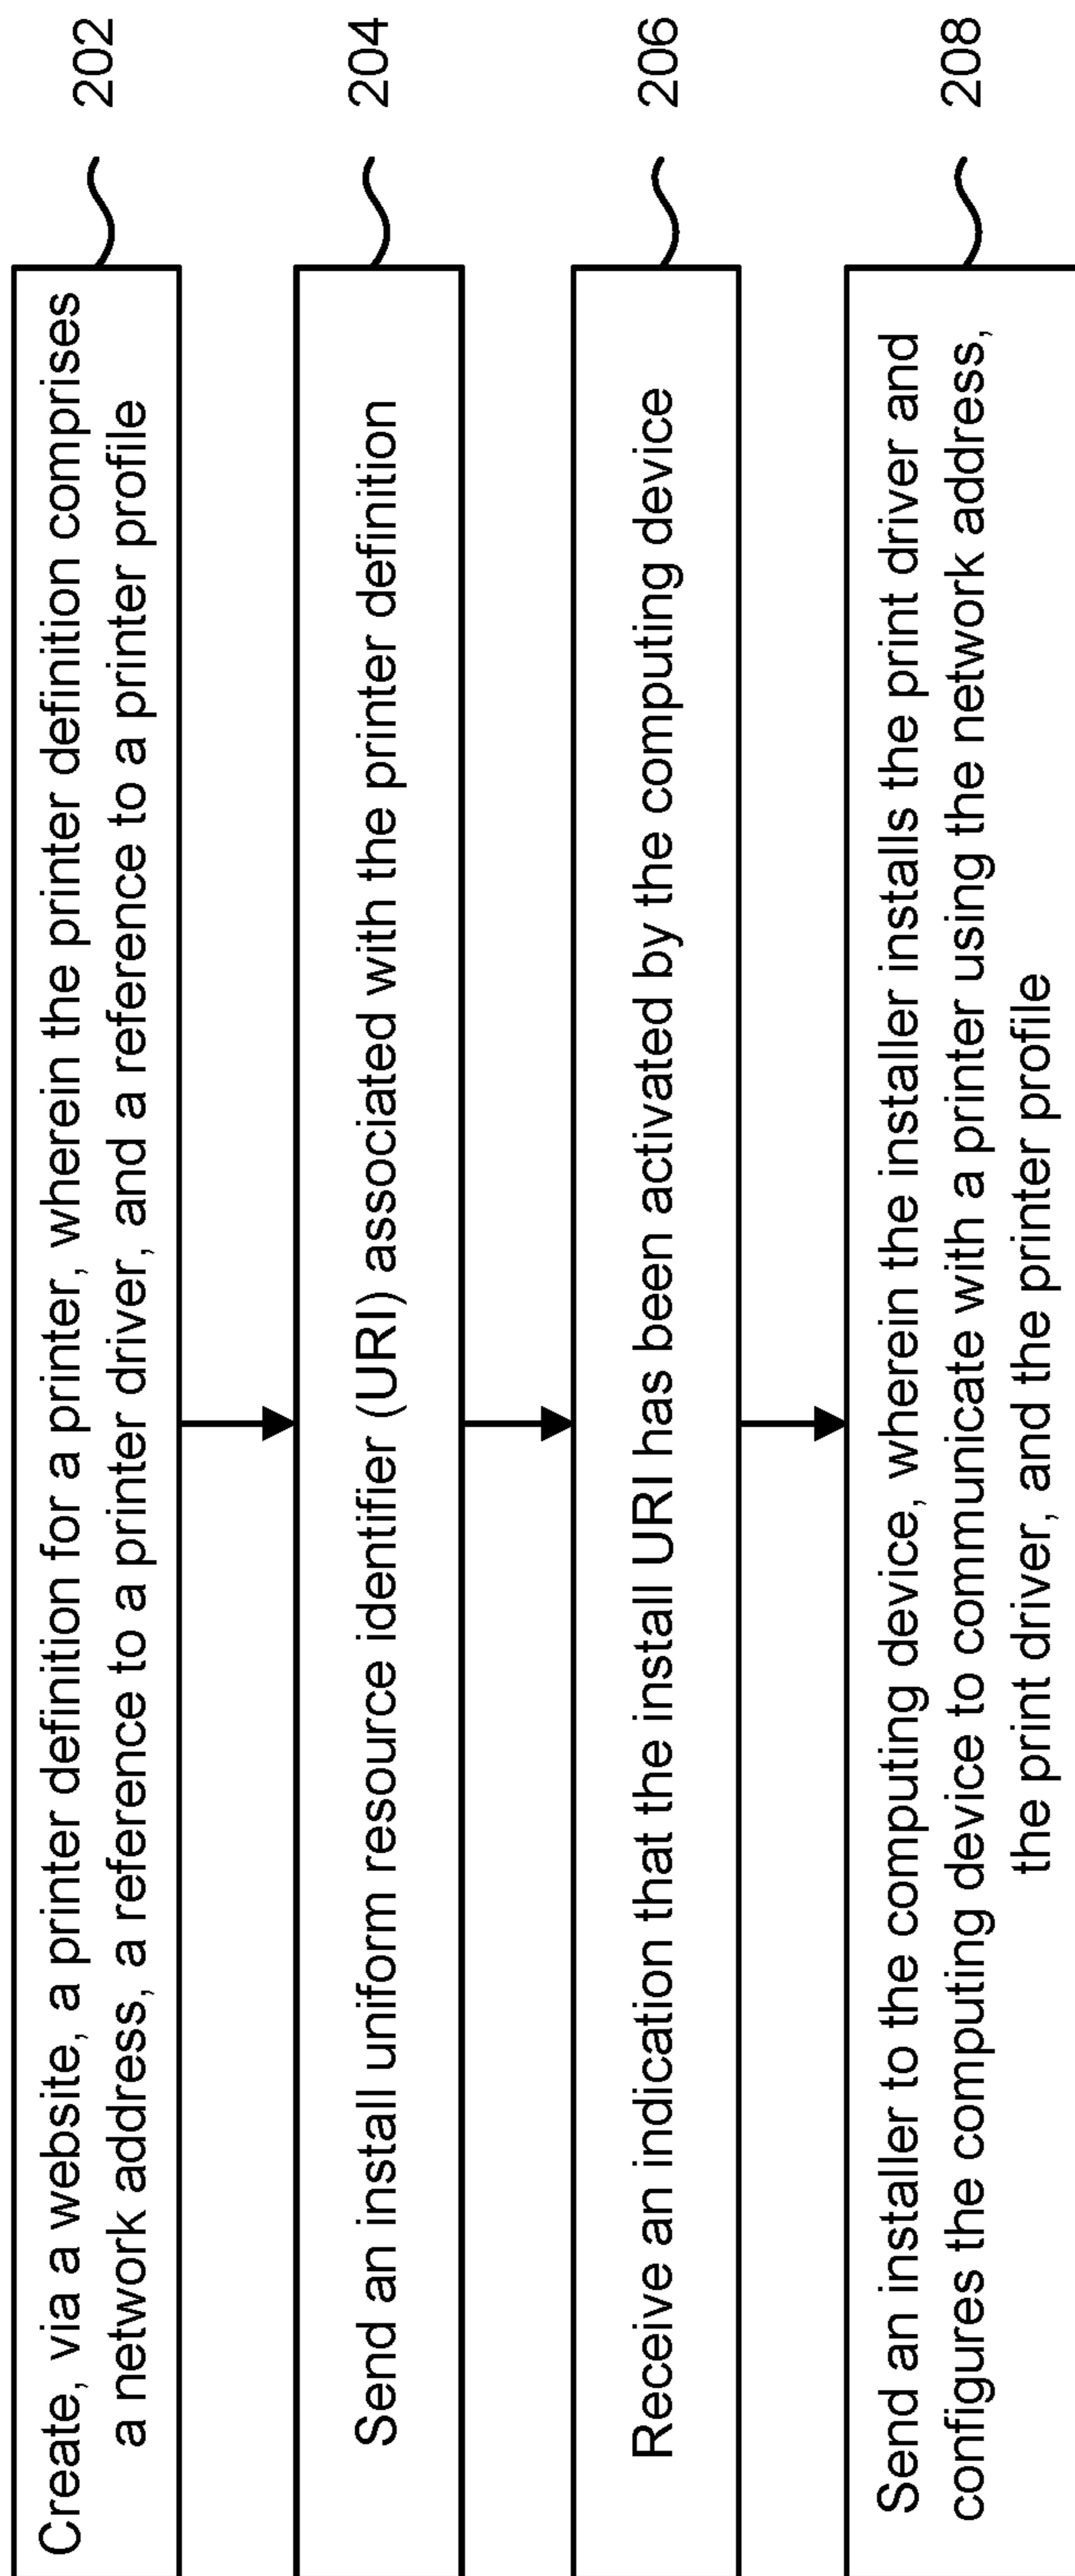 Create, via a website, a printer definition for a printer, wherein the printer definition comprises
a network address, a reference to a printer driver, and a reference to a printer profile
202
Send an install uniform resource identifier (URI) associated with the printer definition
204
Receive an indication that the install URI has been activated by the computing device
206
Send an installer to the computing device, wherein the installer installs the print driver and
configures the computing device to communicate with a printer using the network address,
the print driver, and the printer profile
208